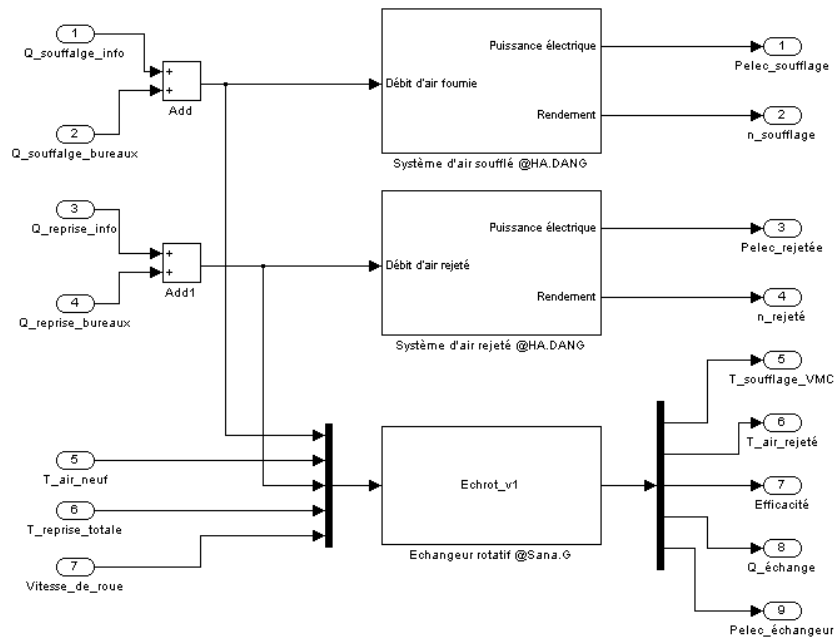 1
Q_souffalge_info
2
Q_souffalge_bureaux
+
+
Add
Débit d'air fournie
Puissance électrique
Rendement
Système d'air soufflé @HA.DANG
1
Pelec_soufflage
2
n_soufflage
3
Q_reprise_info
4
Q_reprise_bureaux
+
+
Add1
Débit d'air rejeté
Puissance électrique
Rendement
Système d'air rejeté @HA.DANG
3
Pelec_rejetée
4
n_rejeté
5
T_air_neuf
6
T_reprise_totale
7
Vitesse_de_roue
Echrot_v1
Echangeur rotatif @Sana.G
5
T_soufflage_VMC
6
T_air_rejeté
7
Efficacité
8
Q_échange
9
Pelec_échangeur